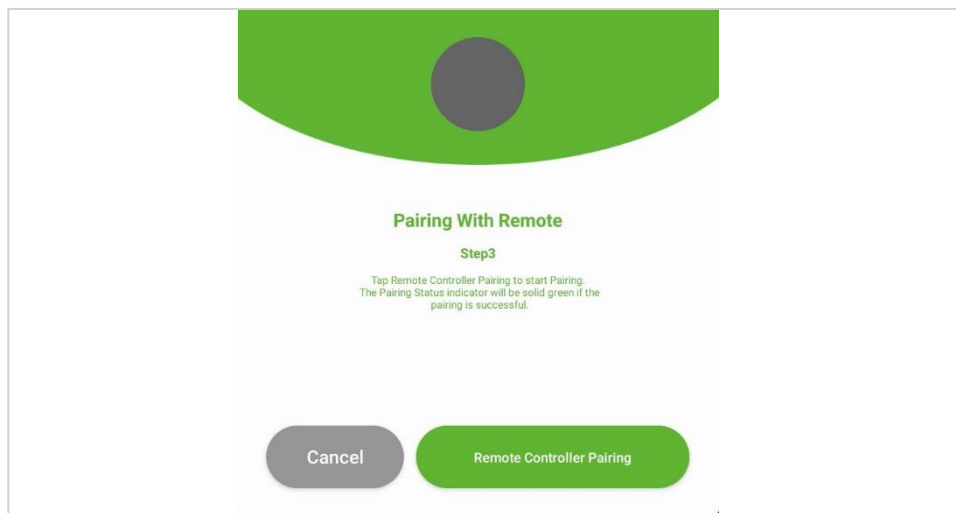 Pairing With Remote
Step3
Tap Remote Controller Pairing to start Pairing.
The Pairing Status indicator will be solid green if the
pairing is successful.
Cancel
Remote Controller Pairing